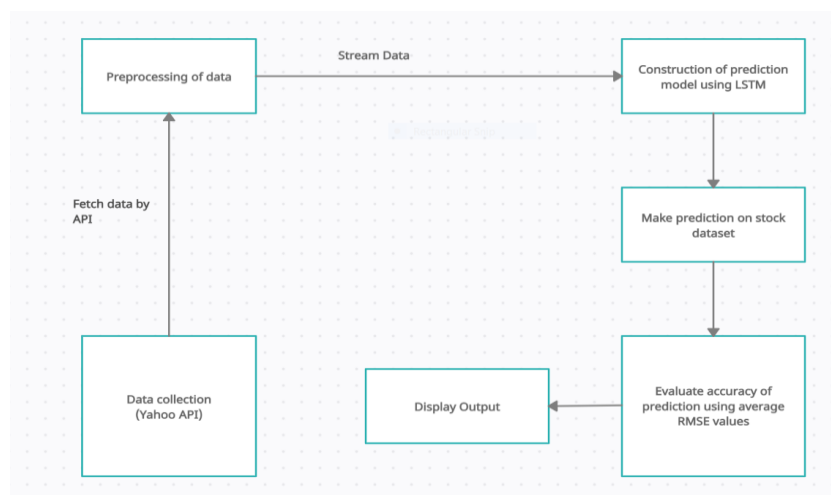 Preprocessing of data
Stream Data
Construction of prediction
model using LSTM
Fetch data by
API
Make prediction on stock
dataset
Data collection
(Yahoo API)
Display Output
Evaluate accuracy of
prediction using average
RMSE values